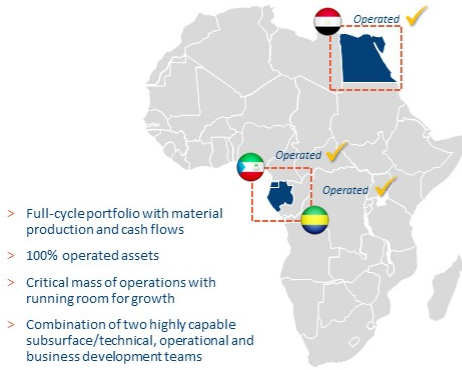 Operated
Operated
Operated
> Full-cycle portfolio with material
production and cash flows
> 100% operated assets
> Critical mass of operations with
running room for growth
> Combination of two highly capable
subsurface/technical, operational and
business development teams